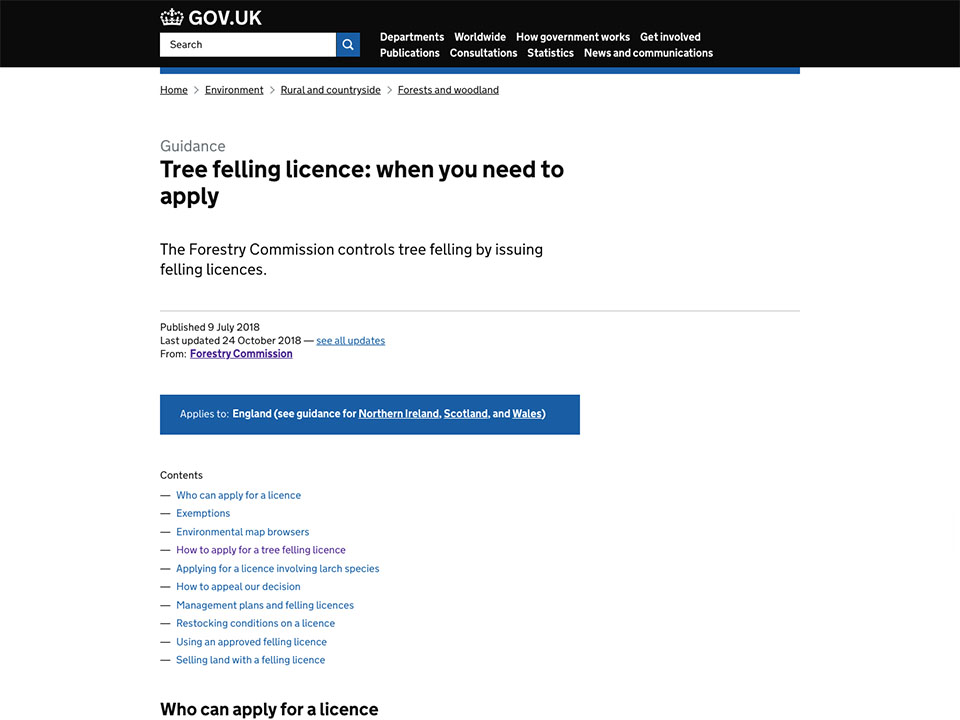 GOV.UK
Search
Departments Worldwide How government works Get involved
Publications Consultations Statistics News and communications
Home > Environment > Rural and countryside > Forests and woodland
Guidance
Tree felling licence: when you need to
apply
The Forestry Commission controls tree felling by issuing
felling licences.
Published 9 July 2018
Last updated 24 October 2018 — see all updates
From: Forestry Commission
Applies to: England (see guidance for Northern Ireland, Scotland, and Wales)
Contents
— Who can apply for a licence
— Exemptions
— Environmental map browsers
— How to apply for a tree felling licence
— Applying for a licence involving larch species
— How to appeal our decision
— Management plans and felling licences
— Restocking conditions on a licence
— Using an approved felling licence
— Selling land with a felling licence
Who can apply for a licence